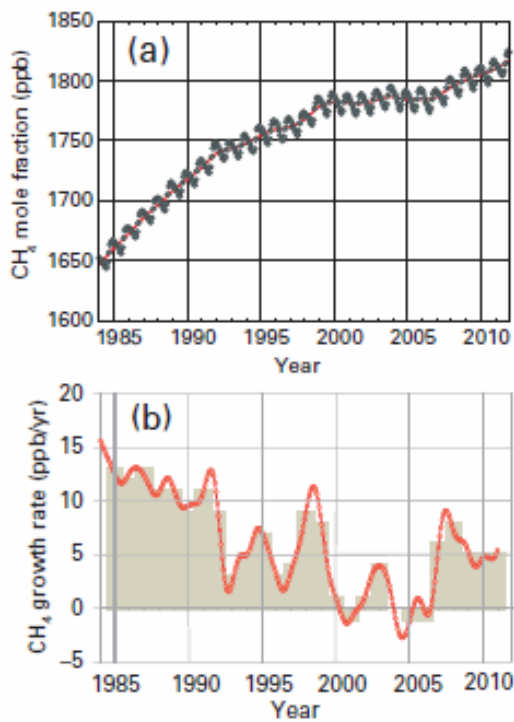 (a)
CH₄ mole fraction (ppb)
1850
1800
1750
1700
1650
1600
1985 1990 1995 2000 2005 2010
Year
(b)
CH₄ growth rate (ppb/yr)
20
15
10
5
0
–5
1985 1990 1995 2000 2005 2010
Year